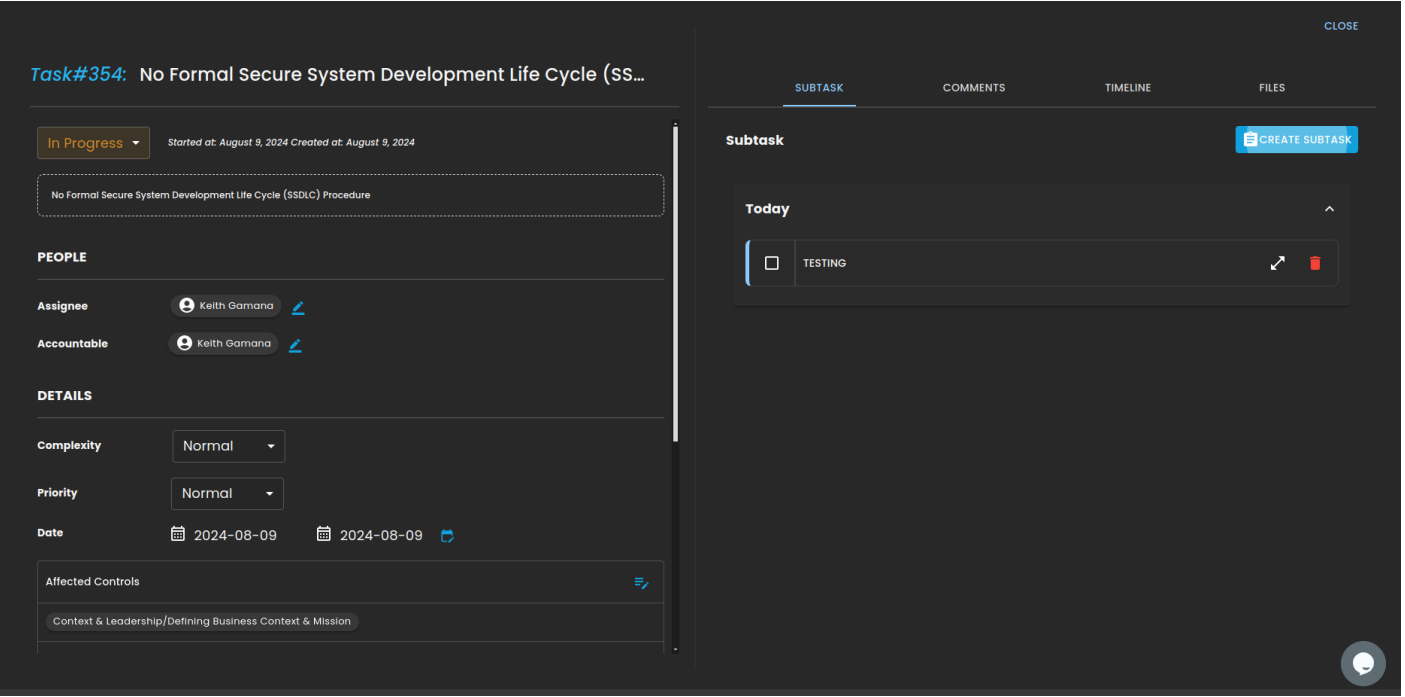 CLOSE
Task#354: No Formal Secure System Development Life Cycle (SS...
In Progress
Started at: August 9, 2024 Created at: August 9, 2024
No Formal Secure System Development Life Cycle (SSDLC) Procedure
PEOPLE
Assignee Keith Gamana
Accountable Keith Gamana
DETAILS
Complexity Normal
Priority Normal
Date 2024-08-09 2024-08-09
Affected Controls
Context & Leadership/Defining Business Context & Mission
SUBTASK COMMENTS TIMELINE FILES
Subtask CREATE SUBTASK
Today
TESTING